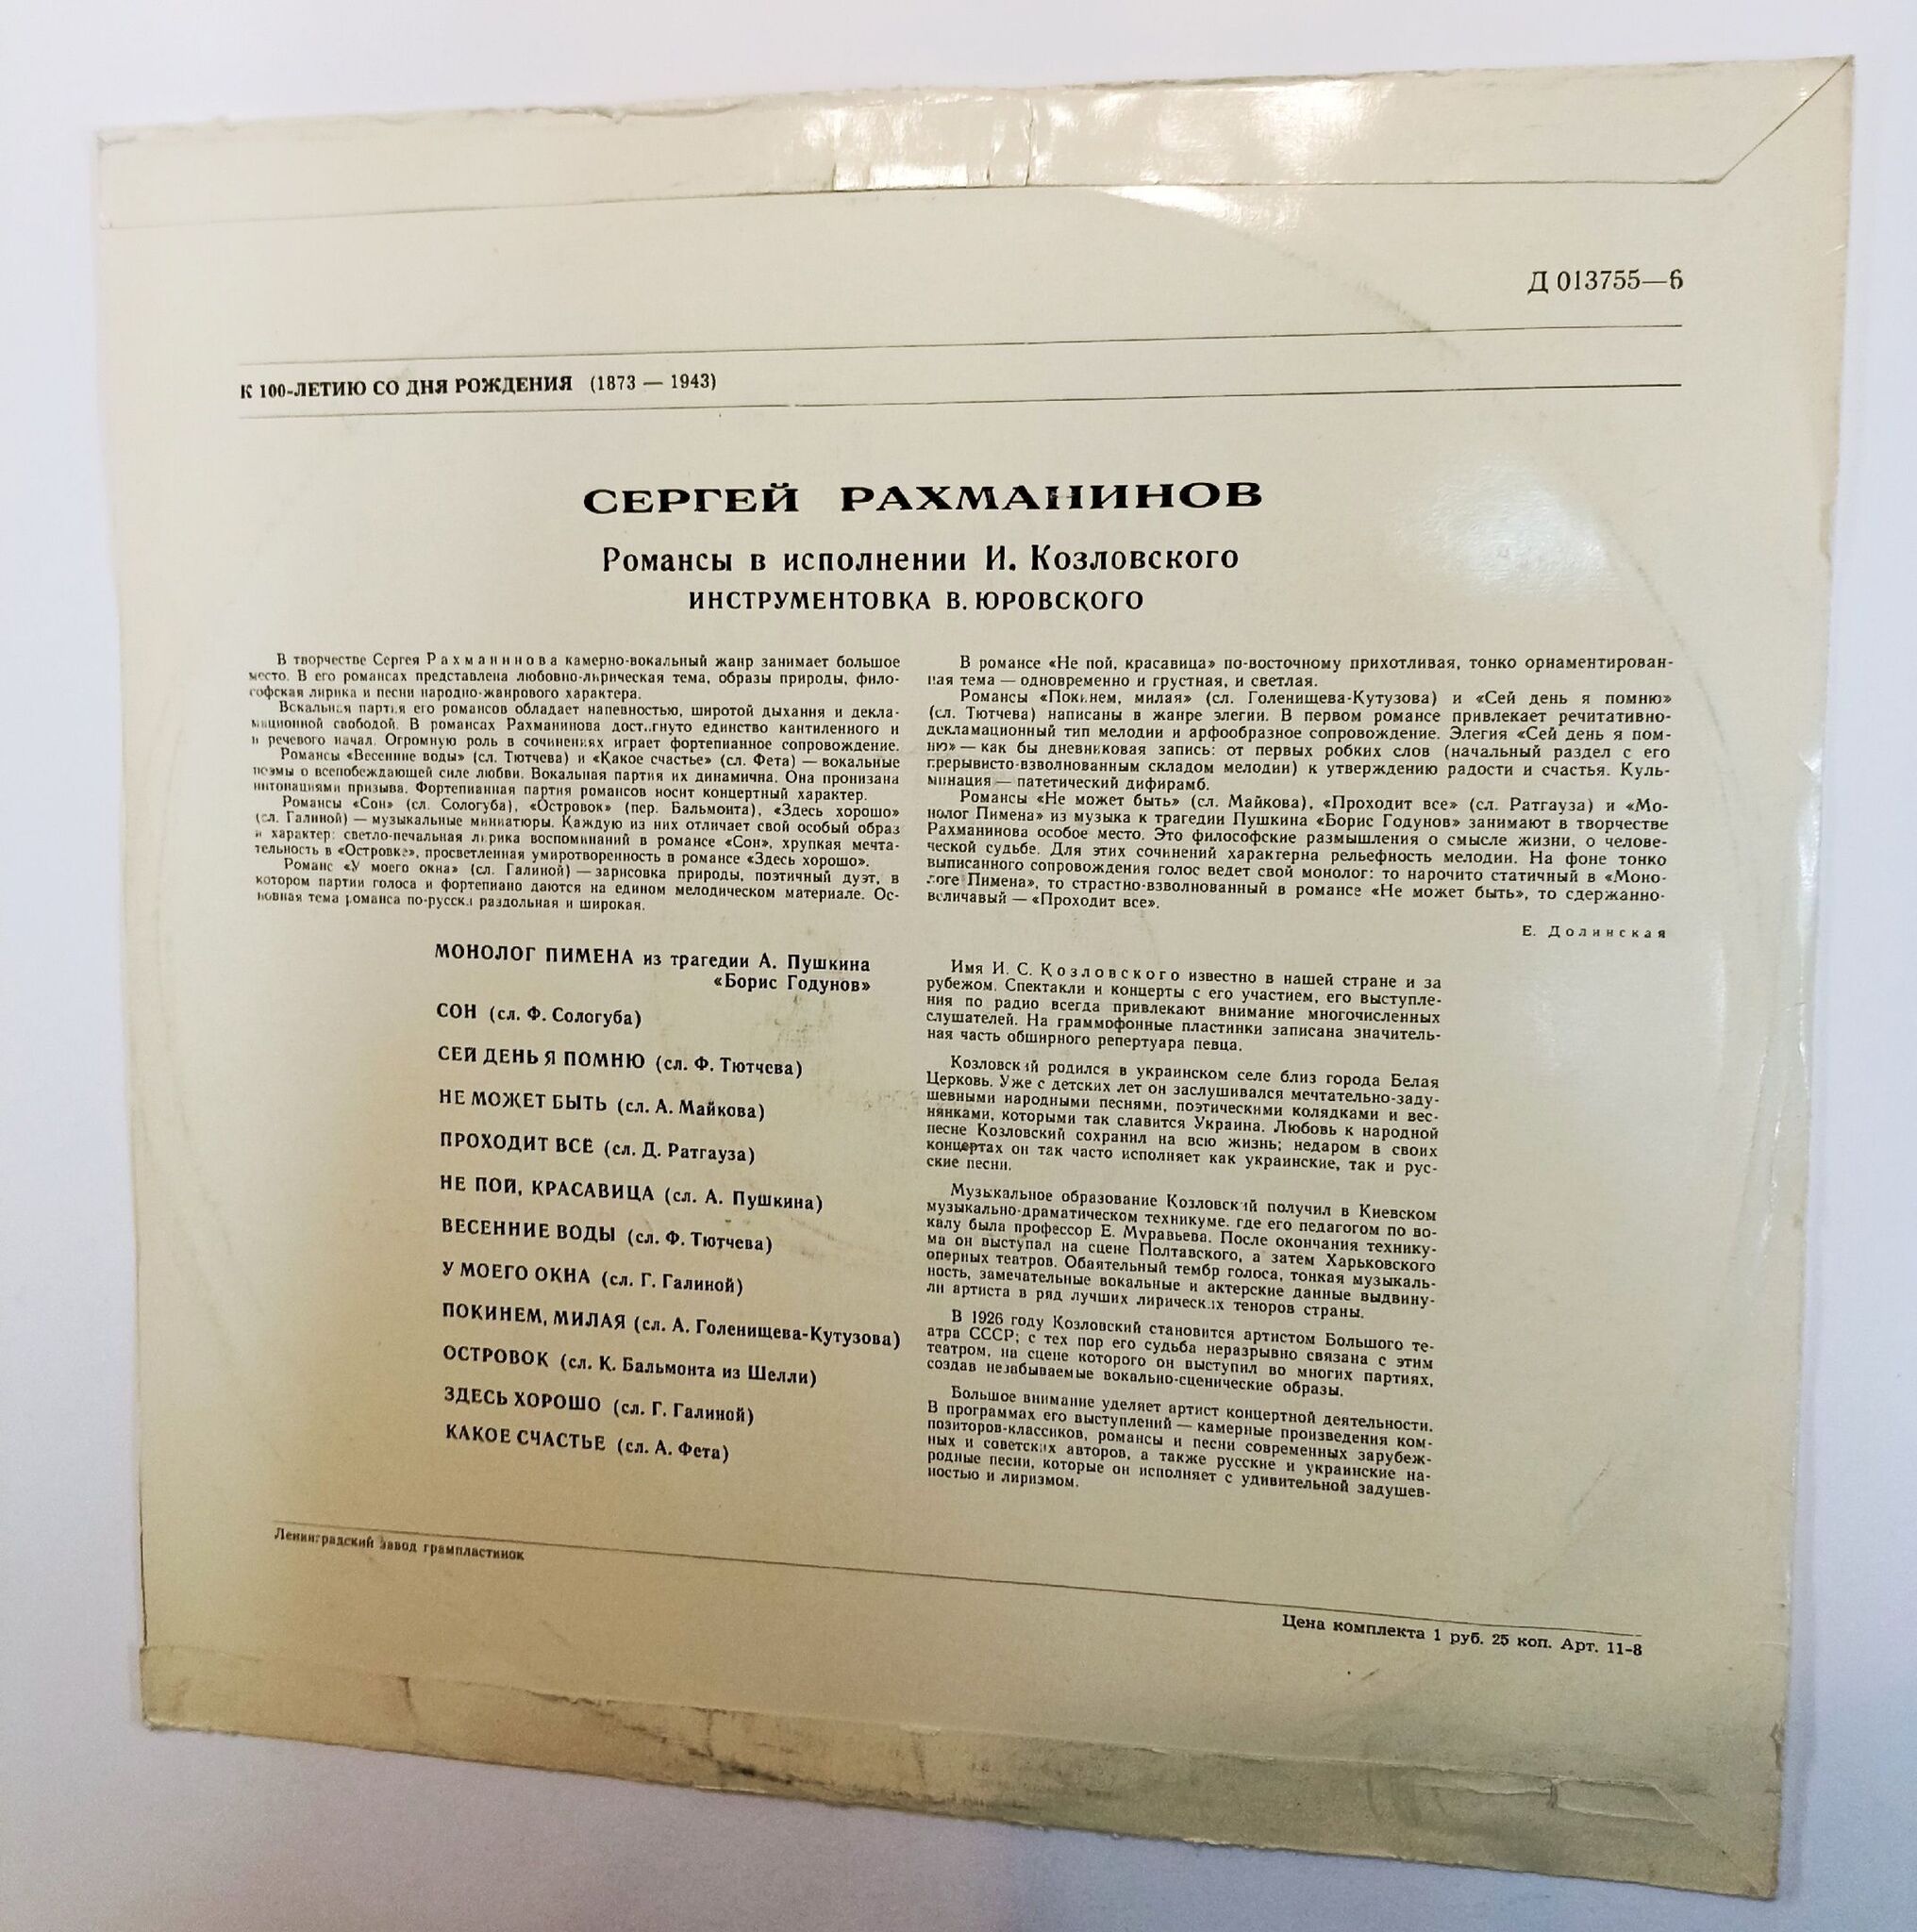 Д 013755—6
К 100-ЛЕТИЮ СО ДНЯ РОЖДЕНИЯ (1873 — 1943)
СЕРГЕЙ РАХМАНИНОВ
Романсы в исполнении И. Козловского
ИНСТРУМЕНТОВКА В. ЮРОВСКОГО
В творчестве Сергея Рахманинова камерно-вокальный жанр занимает большое
место. В его романсах представлена любовно-лирическая тема, образы природы, фило-
софская лирика и песни народно-жанрового характера.
Вокальная партия его романсов обладает напевностью, широтой дыхания и декла-
мационной свободой. В романсах Рахманинова достигнуто единство кантиленного и
и речевого начал. Огромную роль в сочинениях играет фортепианное сопровождение.
Романсы «Весенние воды» (сл. Тютчева) и «Какое счастье» (сл. Фета) — вокальные
поэмы о всепобеждающей силе любви. Вокальная партия их динамична. Она пронизана
интонациями призыва. Фортепианная партия романсов носит концертный характер.
Романсы «Сон» (сл. Сологуба), «Островок» (пер. Бальмонта), «Здесь хорошо»
(сл. Галиной) — музыкальные миниатюры. Каждую из них отличает свой особый образ
и характер: светло-печальная лирика воспоминаний в романсе «Сон», хрупкая мечта-
тельность в «Островке», просветленная умиротворенность в романсе «Здесь хорошо».
Романс «У моего окна» (сл. Галиной) — зарисовка природы, поэтичный дуэт, в
котором партии голоса и фортепиано даются на едином мелодическом материале. Ос-
новная тема романса по-русски раздольная и широкая.
В романсе «Не пой, красавица» по-восточному прихотливая, тонко орнаментирован-
ная тема — одновременно и грустная, и светлая.
Романсы «Покинем, милая» (сл. Голенищева-Кутузова) и «Сей день я помню»
(сл. Тютчева) написаны в жанре элегии. В первом романсе привлекает речитативно-
декламационный тип мелодии и арфообразное сопровождение. Элегия «Сей день я пом-
ню» — как бы дневниковая запись: от первых робких слов (начальный раздел с его
прерывисто-взволнованным складом мелодии) к утверждению радости и счастья. Куль-
минация — патетический дифирамб.
Романсы «Не может быть» (сл. Майкова), «Проходит все» (сл. Ратгауза) и «Мо-
нолог Пимена» из музыка к трагедии Пушкина «Борис Годунов» занимают в творчестве
Рахманинова особое место. Это философские размышления о смысле жизни, о челове-
ческой судьбе. Для этих сочинений характерна рельефность мелодии. На фоне тонко
выписанного сопровождения голос ведет свой монолог: то нарочито статичный в «Моно-
логе Пимена», то страстно-взволнованный в романсе «Не может быть», то сдержанно-
величавый — «Проходит все».
Е. Долинская
МОНОЛОГ ПИМЕНА из трагедии А. Пушкина
«Борис Годунов»
СОН (сл. Ф. Сологуба)
СЕЙ ДЕНЬ Я ПОМНЮ (сл. Ф. Тютчева)
НЕ МОЖЕТ БЫТЬ (сл. А. Майкова)
ПРОХОДИТ ВСЁ (сл. Д. Ратгауза)
НЕ ПОЙ, КРАСАВИЦА (сл. А. Пушкина)
ВЕСЕННИЕ ВОДЫ (сл. Ф. Тютчева)
У МОЕГО ОКНА (сл. Г. Галиной)
ПОКИНЕМ, МИЛАЯ (сл. А. Голенищева-Кутузова)
ОСТРОВОК (сл. К. Бальмонта из Шелли)
ЗДЕСЬ ХОРОШО (сл. Г. Галиной)
КАКОЕ СЧАСТЬЕ (сл. А. Фета)
Имя И. С. Козловского известно в нашей стране и за
рубежом. Спектакли и концерты с его участием, его выступле-
ния по радио всегда привлекают внимание многочисленных
слушателей. На граммофонные пластинки записана значитель-
ная часть обширного репертуара певца.
Козловский родился в украинском селе близ города Белая
Церковь. Уже с детских лет он заслушивался мечтательно-заду-
шевными народными песнями, поэтическими колядками и вес-
нянками, которыми так славится Украина. Любовь к народной
песне Козловский сохранил на всю жизнь; недаром в своих
концертах он так часто исполняет как украинские, так и рус-
ские песни.
Музыкальное образование Козловский получил в Киевском
музыкально-драматическом техникуме, где его педагогом по во-
калу была профессор Е. Муравьева. После окончания технику-
ма он выступал на сцене Полтавского, а затем Харьковского
оперных театров. Обаятельный тембр голоса, тонкая музыкаль-
ность, замечательные вокальные и актерские данные выдвину-
ли артиста в ряд лучших лирических теноров страны.
В 1926 году Козловский становится артистом Большого те-
атра СССР; с тех пор его судьба неразрывно связана с этим
театром, на сцене которого он выступил во многих партиях,
создав незабываемые вокально-сценические образы.
Большое внимание уделяет артист концертной деятельности.
В программах его выступлений — камерные произведения ком-
позиторов-классиков, романсы и песни современных зарубеж-
ных и советских авторов, а также русские и украинские на-
родные песни, которые он исполняет с удивительной задушев-
ностью и лиризмом.
Ленинградский завод грампластинок
Цена комплекта 1 руб. 25 коп. Арт. 11-8